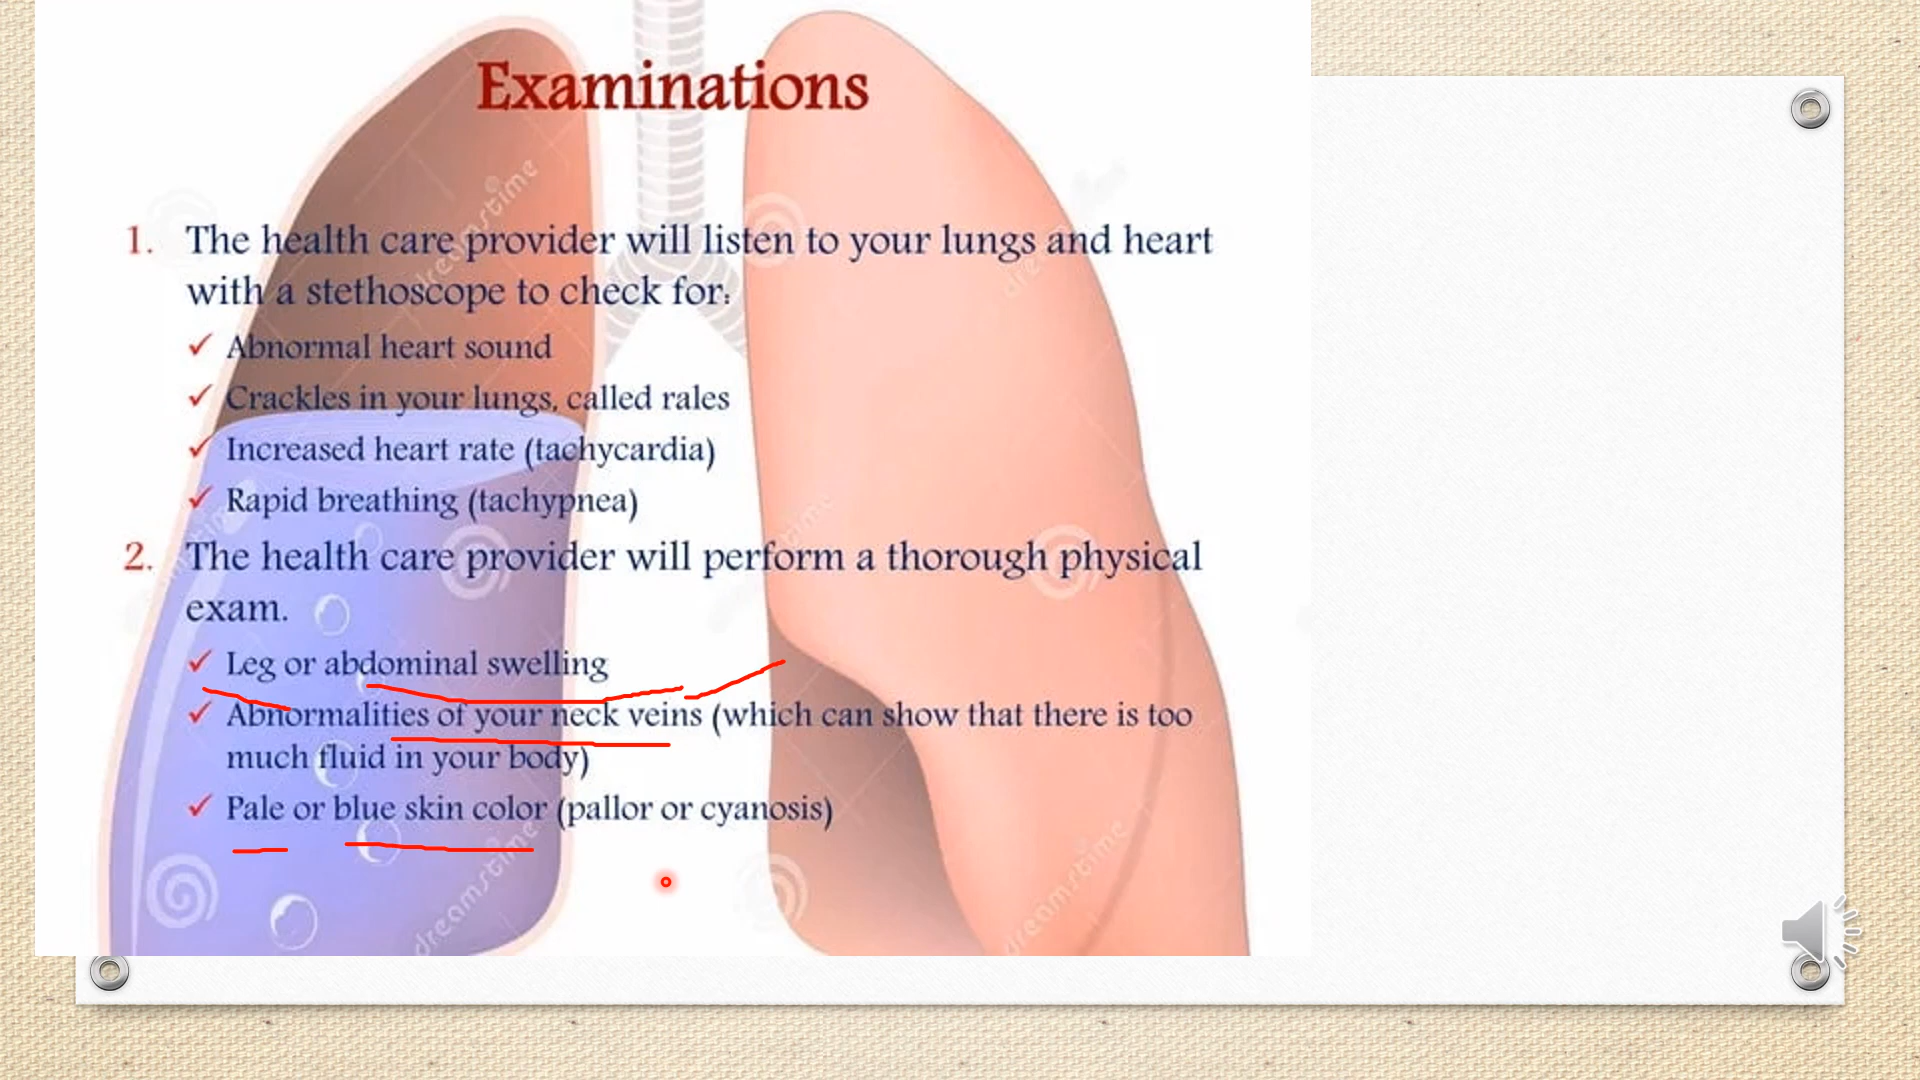 Examinations
1. The health care provider will listen to your lungs and heart
with a stethoscope to check for:
✓ Abnormal heart sound
✓ Crackles in your lungs, called rales
✓ Increased heart rate (tachycardia)
✓ Rapid breathing (tachypnea)
2. The health care provider will perform a thorough physical
exam.
✓ Leg or abdominal swelling
✓ Abnormalities of your neck veins (which can show that there is too
much fluid in your body)
✓ Pale or blue skin color (pallor or cyanosis)
dreamstime
dreamstime
dreamstime